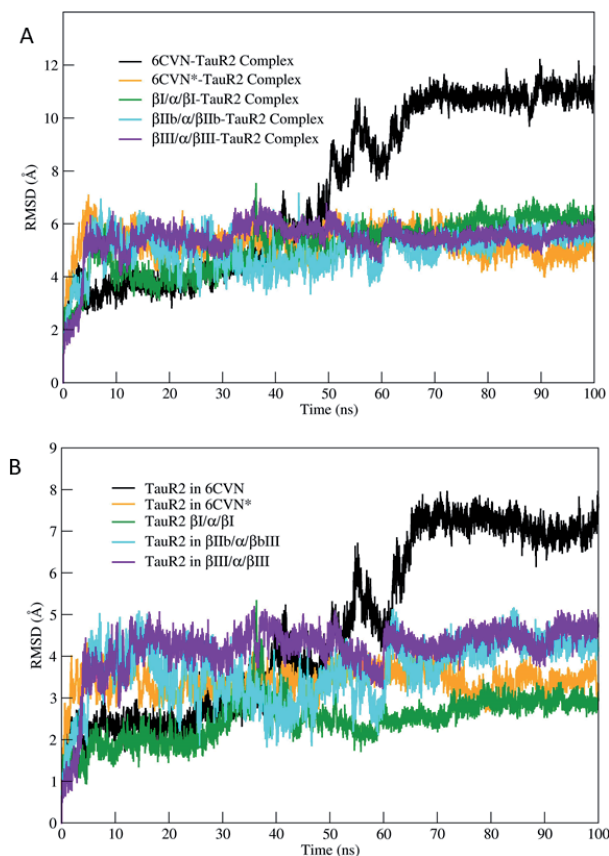 A
6CVN-TauR2 Complex
6CVN*-TauR2 Complex
βI/α/βI-TauR2 Complex
βIIb/α/βIIb-TauR2 Complex
βIII/α/βIII-TauR2 Complex
RMSD (Å)
12
10
8
6
4
2
0
0 10 20 30 40 50 60 70 80 90 100
Time (ns)
B
TauR2 in 6CVN
TauR2 in 6CVN*
TauR2 βI/α/βI
TauR2 in βIIb/α/βbIII
TauR2 in βIII/α/βIII
RMSD (Å)
9
8
7
6
5
4
3
2
1
0
0 10 20 30 40 50 60 70 80 90 100
Time (ns)